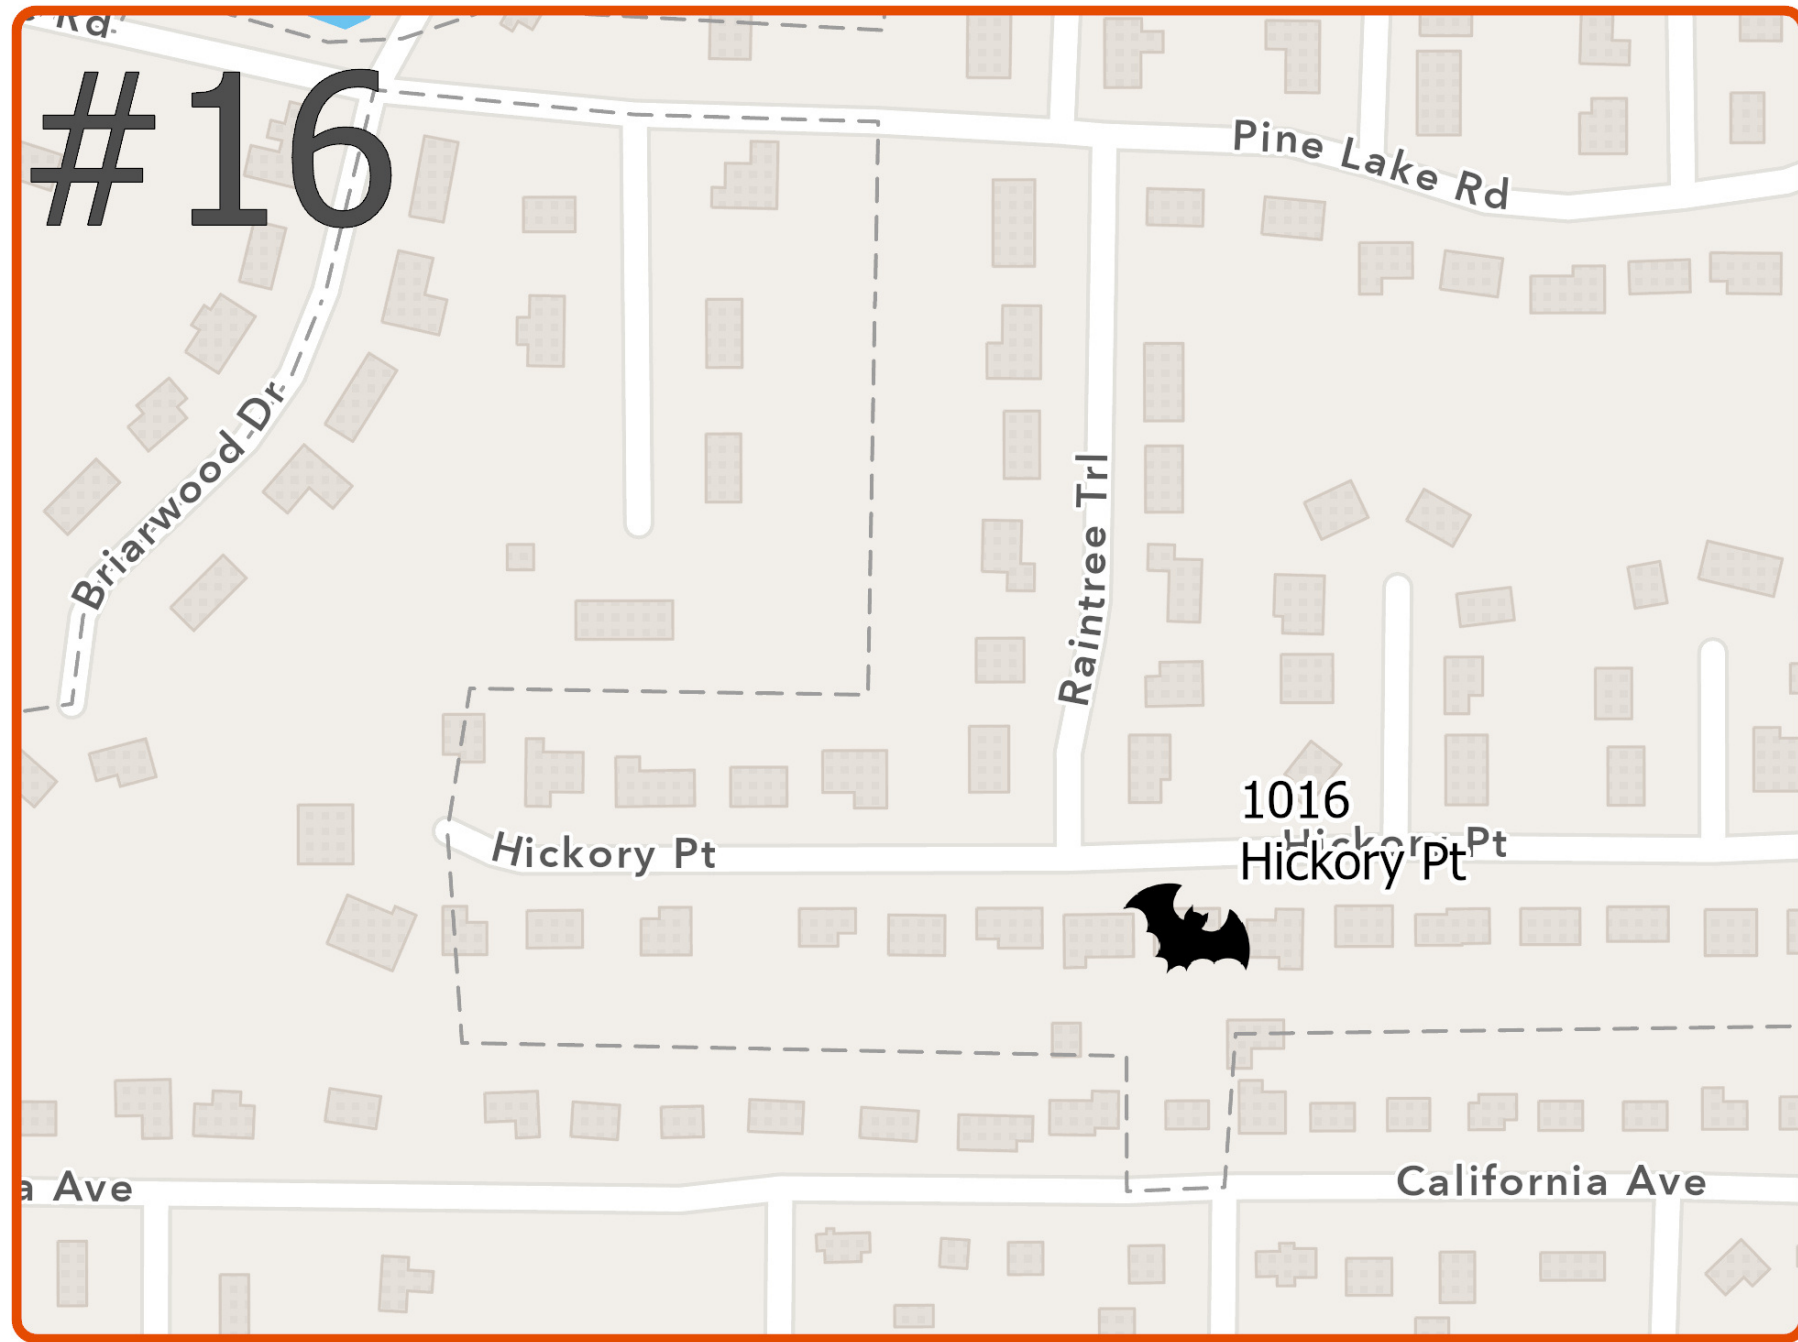 Rd
#16
Pine Lake Rd
Briarwood Dr
Raintree Trl
1016
Hickory Pt
Hickory Pt
Hickory Pt
a Ave
California Ave